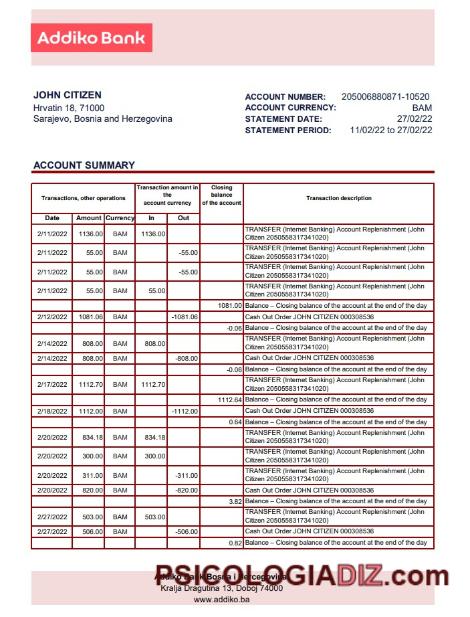 Addiko Bank
JOHN CITIZEN
Hrvatin 18, 71000
Sarajevo, Bosnia and Herzegovina
ACCOUNT NUMBER: 205006880871-10520
ACCOUNT CURRENCY: BAM
STATEMENT DATE: 27/02/22
STATEMENT PERIOD: 11/02/22 to 27/02/22
ACCOUNT SUMMARY
Transactions, other operations
Transaction amount in
the
account currency
Closing
balance
of the account
Transaction description
Date Amount Currency In Out
2/11/2022 1136.00 BAM 1136.00 TRANSFER (Internet Banking) Account Replenishment (John
Citizen 2050558317341020)
2/11/2022 55.00 BAM -55.00 TRANSFER (Internet Banking) Account Replenishment (John
Citizen 2050558317341020)
2/11/2022 55.00 BAM -55.00 TRANSFER (Internet Banking) Account Replenishment (John
Citizen 2050558317341020)
2/11/2022 55.00 BAM 55.00 TRANSFER (Internet Banking) Account Replenishment (John
Citizen 2050558317341020)
1081.00 Balance – Closing balance of the account at the end of the day
2/12/2022 1081.06 BAM -1081.06 Cash Out Order JOHN CITIZEN 000308536
-0.06 Balance – Closing balance of the account at the end of the day
2/14/2022 808.00 BAM 808.00 TRANSFER (Internet Banking) Account Replenishment (John
Citizen 2050558317341020)
2/14/2022 808.00 BAM -808.00 Cash Out Order JOHN CITIZEN 000308536
-0.06 Balance – Closing balance of the account at the end of the day
2/17/2022 1112.70 BAM 1112.70 TRANSFER (Internet Banking) Account Replenishment (John
Citizen 2050558317341020)
1112.64 Balance – Closing balance of the account at the end of the day
2/18/2022 1112.00 BAM -1112.00 Cash Out Order JOHN CITIZEN 000308536
0.64 Balance – Closing balance of the account at the end of the day
2/20/2022 834.18 BAM 834.18 TRANSFER (Internet Banking) Account Replenishment (John
Citizen 2050558317341020)
2/20/2022 300.00 BAM 300.00 TRANSFER (Internet Banking) Account Replenishment (John
Citizen 2050558317341020)
2/20/2022 311.00 BAM -311.00 TRANSFER (Internet Banking) Account Replenishment (John
Citizen 2050558317341020)
2/20/2022 820.00 BAM -820.00 Cash Out Order JOHN CITIZEN 000308536
3.82 Balance – Closing balance of the account at the end of the day
2/27/2022 503.00 BAM 503.00 TRANSFER (Internet Banking) Account Replenishment (John
Citizen 2050558317341020)
2/27/2022 506.00 BAM -506.00 Cash Out Order JOHN CITIZEN 000308536
0.82 Balance – Closing balance of the account at the end of the day
Addiko Bank Bosna i Hercegovina
PSICOLOGIADIZ.com
Kralja Dragutina 13, Doboj 74000
www.addiko.ba